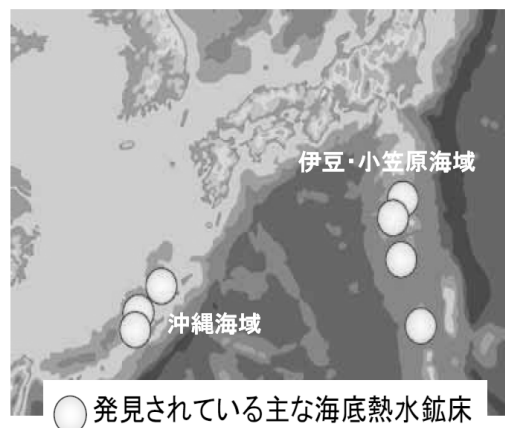 伊豆・小笠原海域
沖縄海域
発見されている主な海底熱水鉱床